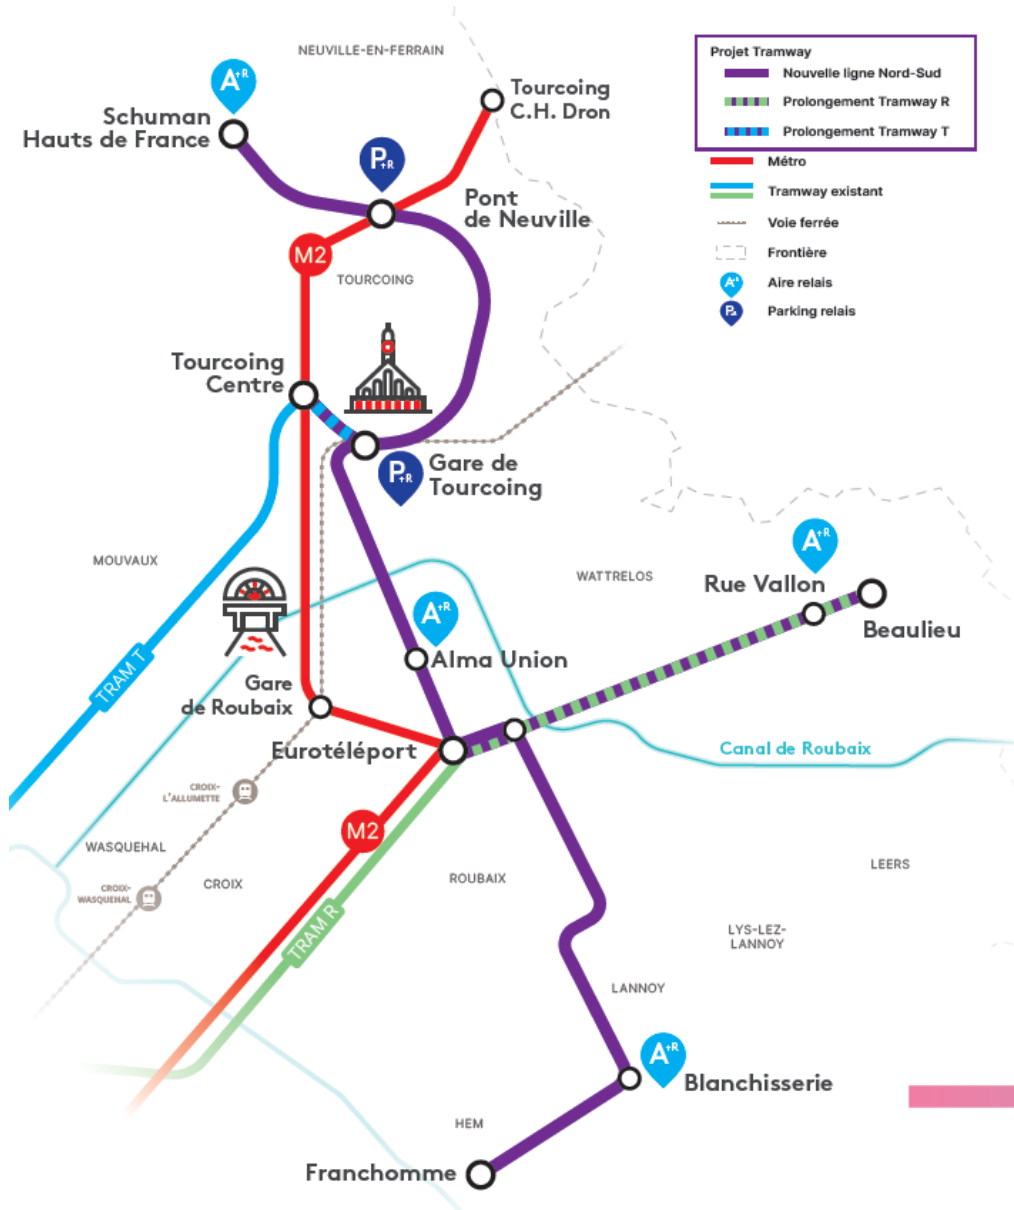 NEUVILLE-EN-FERRAIN
A+R
Schuman
Hauts de France
Tourcoing
C.H. Dron
P+R
Pont
de Neuville
M2
TOURCOING
Projet Tramway
Nouvelle ligne Nord-Sud
Prolongement Tramway R
Prolongement Tramway T
Métro
Tramway existant
Voie ferrée
Frontière
A+R
Aire relais
P+R
Parking relais
Tourcoing
Centre
Gare de
Tourcoing
P+R
MOUVAUX
WATTRELOS
A+R
Rue Vallon
Beaulieu
A+R
Alma Union
TRAM T
Gare
de Roubaix
Eurotéléport
Canal de Roubaix
CROIX-
L'ALLUMETTE
M2
WASQUEHAL
CROIX-
WASQUEHAL
CROIX
ROUBAIX
LEERS
TRAM R
LYS-LEZ-
LANNOY
LANNOY
A+R
Blanchisserie
HEM
Franchomme